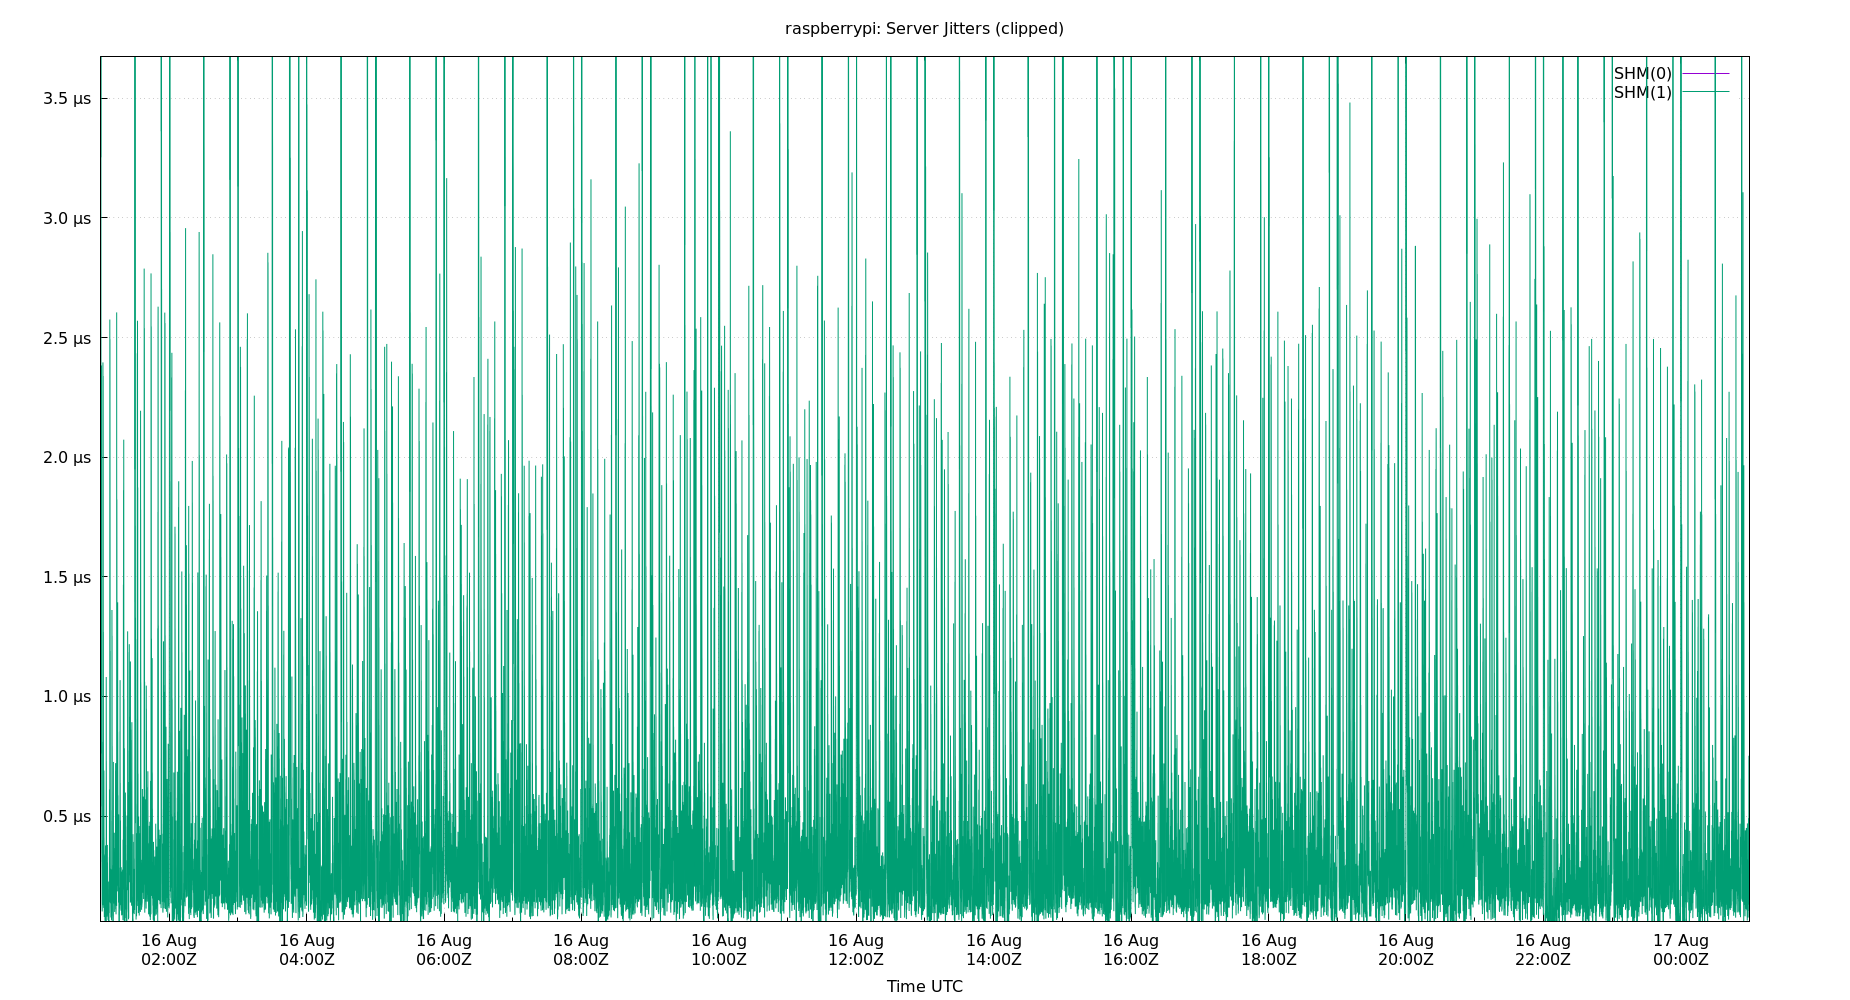 raspberrypi: Server Jitters (clipped)
SHM(0)
SHM(1)
3.5 µs
3.0 µs
2.5 µs
2.0 µs
1.5 µs
1.0 µs
0.5 µs
16 Aug 16 Aug 16 Aug 16 Aug 16 Aug 16 Aug 16 Aug 16 Aug 16 Aug 16 Aug 16 Aug 17 Aug
02:00Z 04:00Z 06:00Z 08:00Z 10:00Z 12:00Z 14:00Z 16:00Z 18:00Z 20:00Z 22:00Z 00:00Z
Time UTC